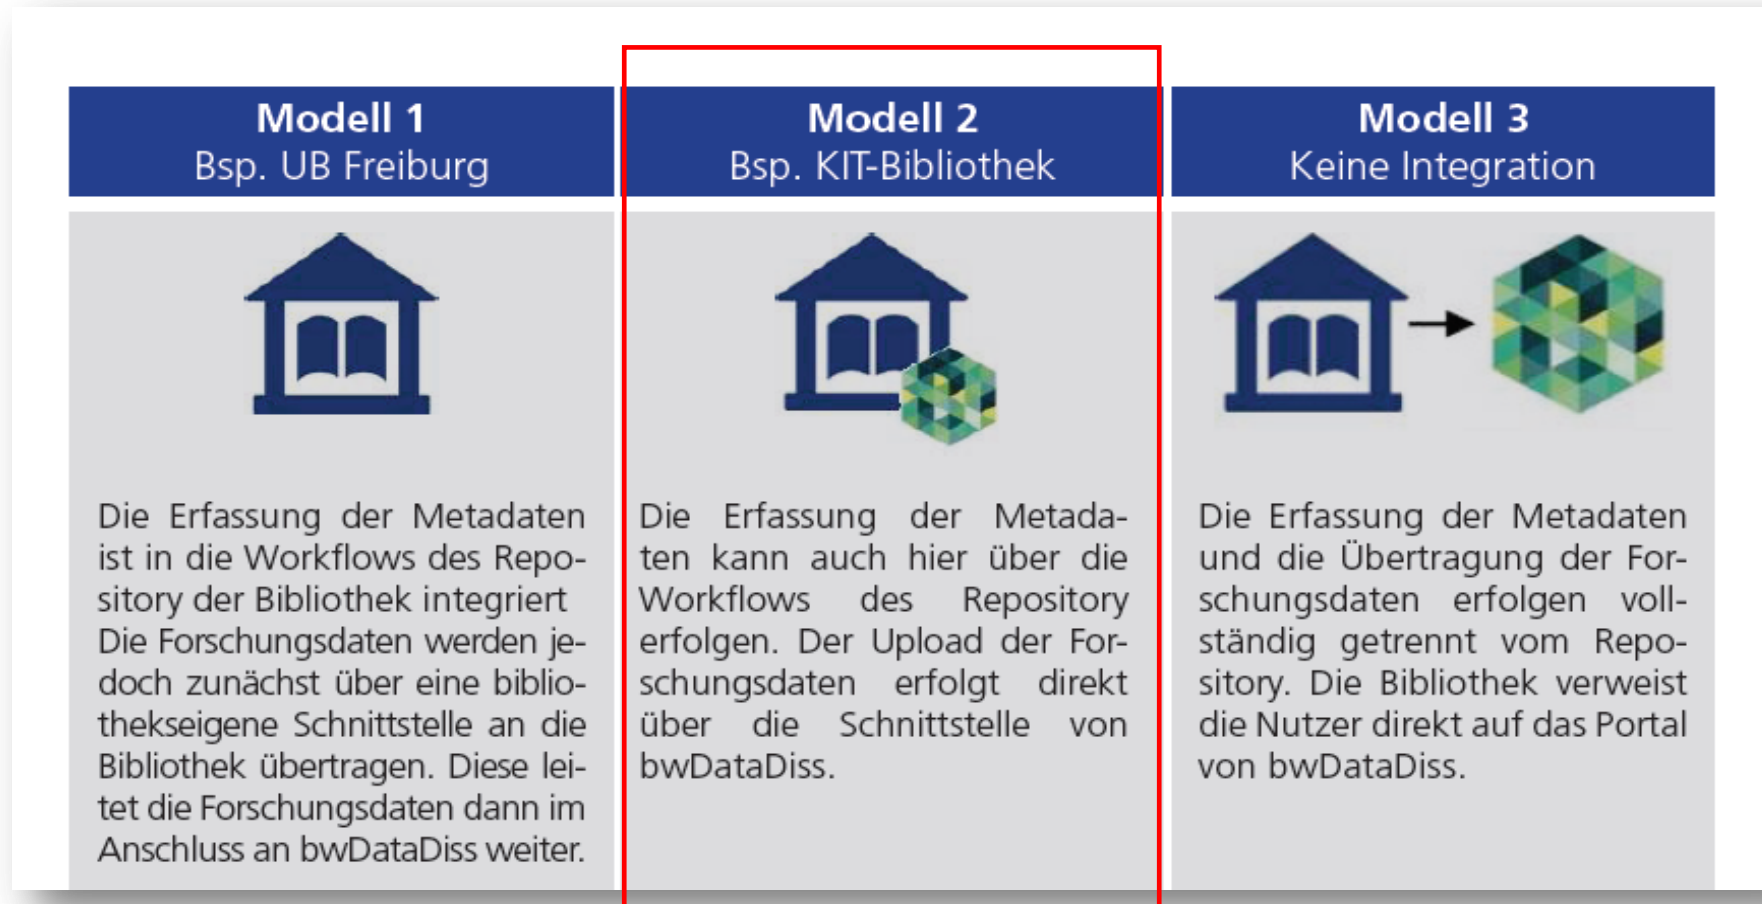 Modell 1
Bsp. UB Freiburg
Die Erfassung der Metadaten
ist in die Workflows des Repo-
sitory der Bibliothek integriert
Die Forschungsdaten werden je-
doch zunächst über eine biblio-
thekseigene Schnittstelle an die
Bibliothek übertragen. Diese lei-
tet die Forschungsdaten dann im
Anschluss an bwDataDiss weiter.
Modell 2
Bsp. KIT-Bibliothek
Die Erfassung der Metada-
ten kann auch hier über die
Workflows des Repository
erfolgen. Der Upload der For-
schungsdaten erfolgt direkt
über die Schnittstelle von
bwDataDiss.
Modell 3
Keine Integration
Die Erfassung der Metadaten
und die Übertragung der For-
schungsdaten erfolgen voll-
ständig getrennt vom Repo-
sitory. Die Bibliothek verweist
die Nutzer direkt auf das Portal
von bwDataDiss.